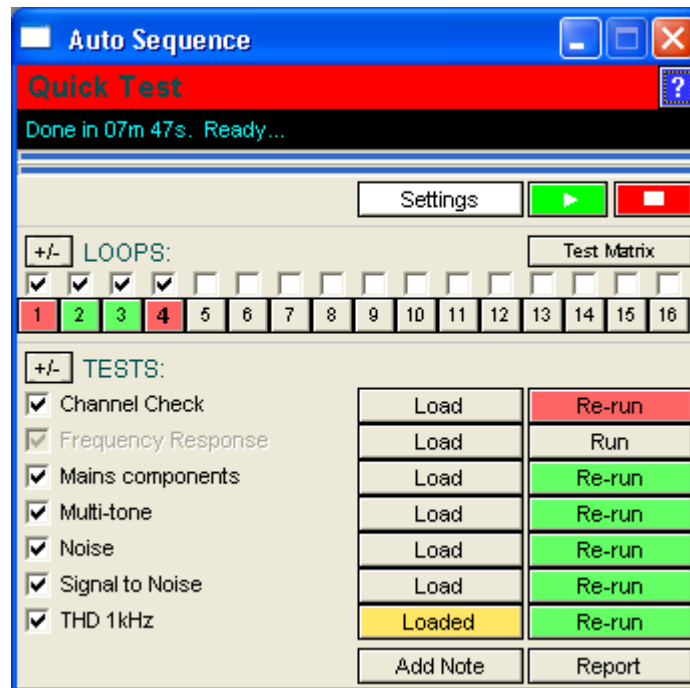 Auto Sequence
Quick Test ?
Done in 07m 47s. Ready...
Settings
+/- LOOPS: Test Matrix
1 2 3 4 5 6 7 8 9 10 11 12 13 14 15 16
+/- TESTS:
Channel Check Load Re-run
Frequency Response Load Run
Mains components Load Re-run
Multi-tone Load Re-run
Noise Load Re-run
Signal to Noise Load Re-run
THD 1kHz Loaded Re-run
Add Note Report